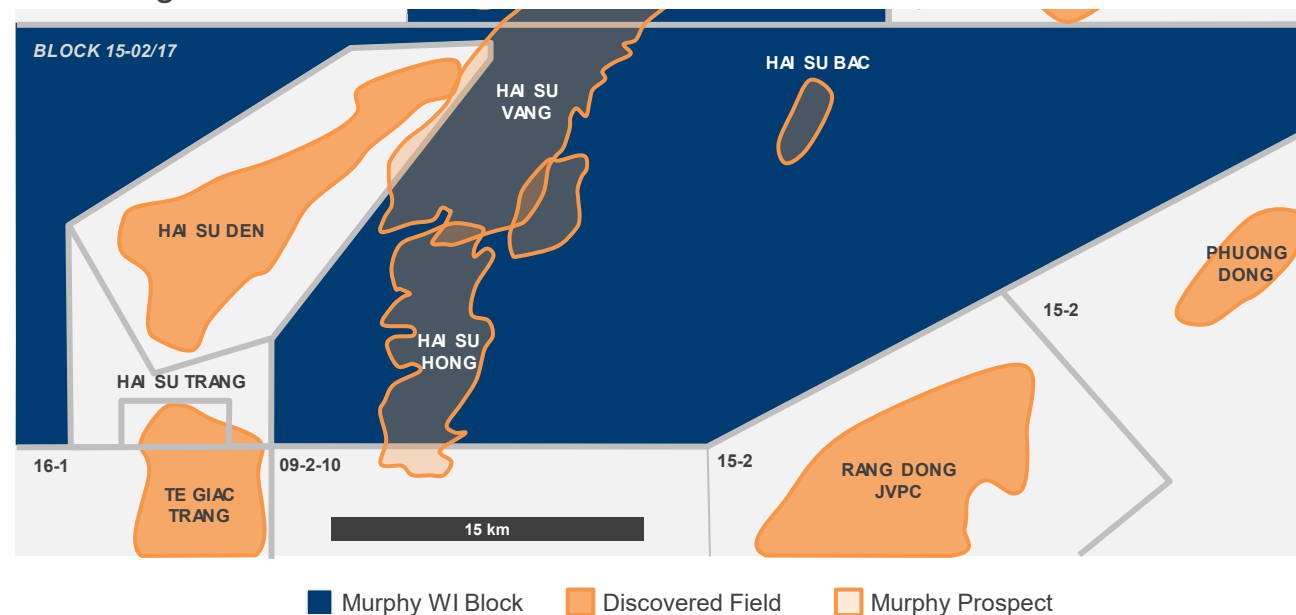 BLOCK 15-02/17
HAI SU BAC
HAI SU
VANG
HAI SU DEN
PHUONG
DONG
15-2
HAI SU
HONG
HAI SU TRANG
16-1
09-2-10
15-2
RANG DONG
JVPC
TE GIAC
TRANG
15 km
Murphy WI Block
Discovered Field
Murphy Prospect